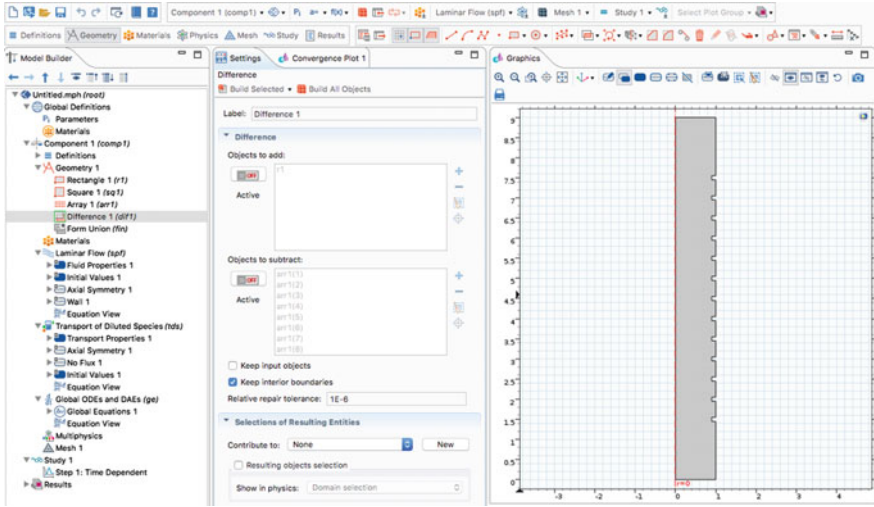 Component 1 (comp1) Pi a= f(x) Laminar Flow (spf) Mesh 1 Study 1 Select Plot Group
Definitions Geometry Materials Physics Mesh Study Results
Model Builder
Untitled.mph (root)
Global Definitions
Pi Parameters
Materials
Component 1 (comp1)
Definitions
Geometry 1
Rectangle 1 (r1)
Square 1 (sq1)
Array 1 (arr1)
Difference 1 (dif1)
Form Union (fin)
Materials
Laminar Flow (spf)
Fluid Properties 1
Initial Values 1
Axial Symmetry 1
Wall 1
Equation View
Transport of Diluted Species (tds)
Transport Properties 1
Axial Symmetry 1
No Flux 1
Initial Values 1
Equation View
Global ODEs and DAEs (ge)
Global Equations 1
Equation View
Multiphysics
Mesh 1
Study 1
Step 1: Time Dependent
Results
Settings Convergence Plot 1
Difference
Build Selected Build All Objects
Label: Difference 1
Difference
Objects to add:
OFF
Active
r1
Objects to subtract:
OFF
Active
arr1(1)
arr1(2)
arr1(3)
arr1(4)
arr1(5)
arr1(6)
arr1(7)
arr1(8)
Keep input objects
Keep interior boundaries
Relative repair tolerance: 1E-6
Selections of Resulting Entities
Contribute to: None New
Resulting objects selection
Show in physics: Domain selection
Graphics
9
8.5
8
7.5
7
6.5
6
5.5
5
4.5
4
3.5
3
2.5
2
1.5
1
0.5
0
r=0
-3 -2 -1 0 1 2 3 4